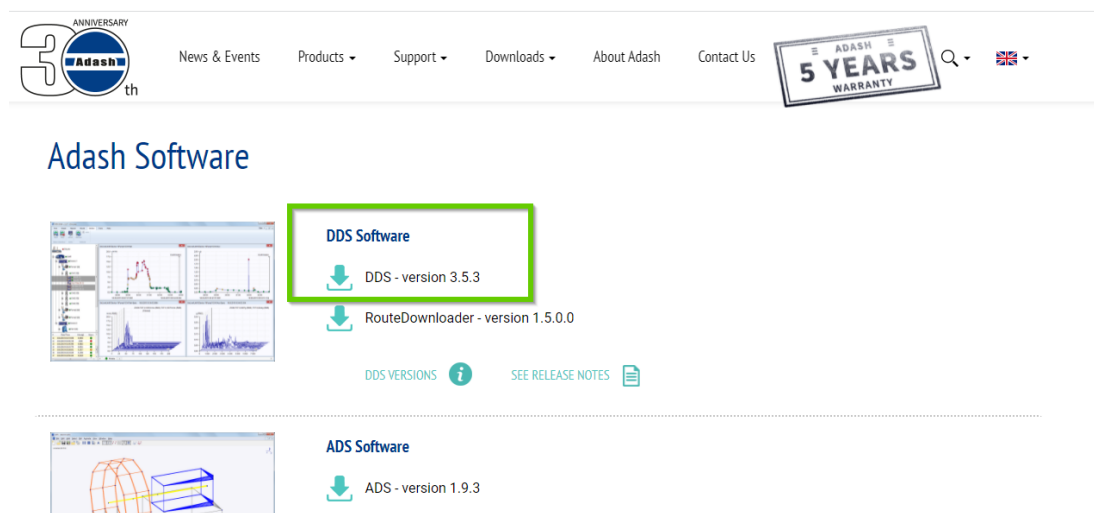 ANNIVERSARY
30
Adash
th
News & Events
Products
Support
Downloads
About Adash
Contact Us
ADASH
5 YEARS
WARRANTY
Adash Software
DDS Software
DDS - version 3.5.3
RouteDownloader - version 1.5.0.0
DDS VERSIONS
SEE RELEASE NOTES
ADS Software
ADS - version 1.9.3